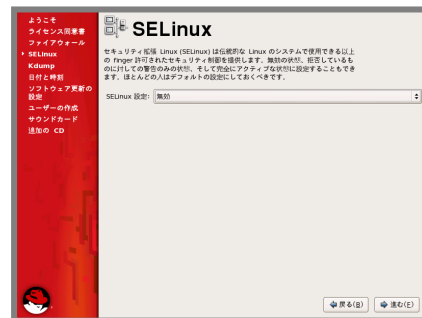 ようこそ
ライセンス同意書
ファイアウォール
SELinux
Kdump
日付と時刻
ソフトウェア更新の
設定
ユーザーの作成
サウンドカード
追加の CD
SELinux
セキュリティ拡張 Linux (SELinux) は伝統的な Linux のシステムで使用できる以上
の finger 許可されたセキュリティ制御を提供します。無効の状態、拒否しているも
のに対しての警告のみの状態、そして完全にアクティブな状態に設定することもでき
ます。ほとんどの人はデフォルトの設定にしておくべきです。
SELinux 設定: 無効
戻る(B) 進む(F)